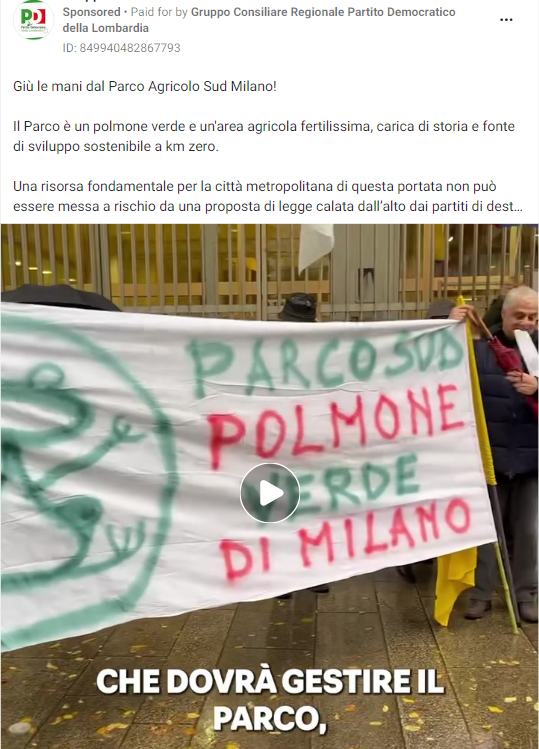 PD
Sponsored • Paid for by Gruppo Consiliare Regionale Partito Democratico
della Lombardia
ID: 849940482867793
Giù le mani dal Parco Agricolo Sud Milano!
Il Parco è un polmone verde e un'area agricola fertilissima, carica di storia e fonte
di sviluppo sostenibile a km zero.
Una risorsa fondamentale per la città metropolitana di questa portata non può
essere messa a rischio da una proposta di legge calata dall’alto dai partiti di dest...
PARCO SUD
POLMONE
VERDE
DI MILANO
CHE DOVRÀ GESTIRE IL
PARCO,